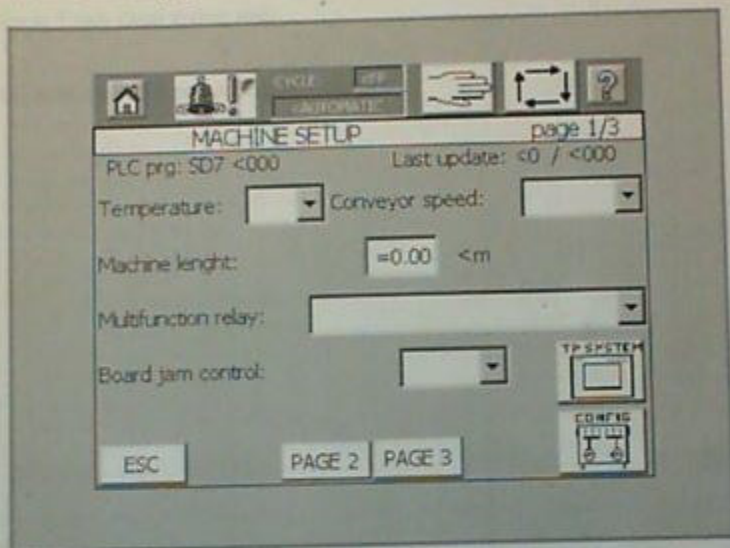 CYCLE <FF
<AUTOMATIC
MACHINE SETUP page 1/3
PLC prg: SD7 <000 Last update: <0 / <000
Temperature: Conveyor speed:
Machine lenght: =0.00 <m
Multifunction relay:
Board jam control:
TP SYSTEM
CONFIG
ESC PAGE 2 PAGE 3